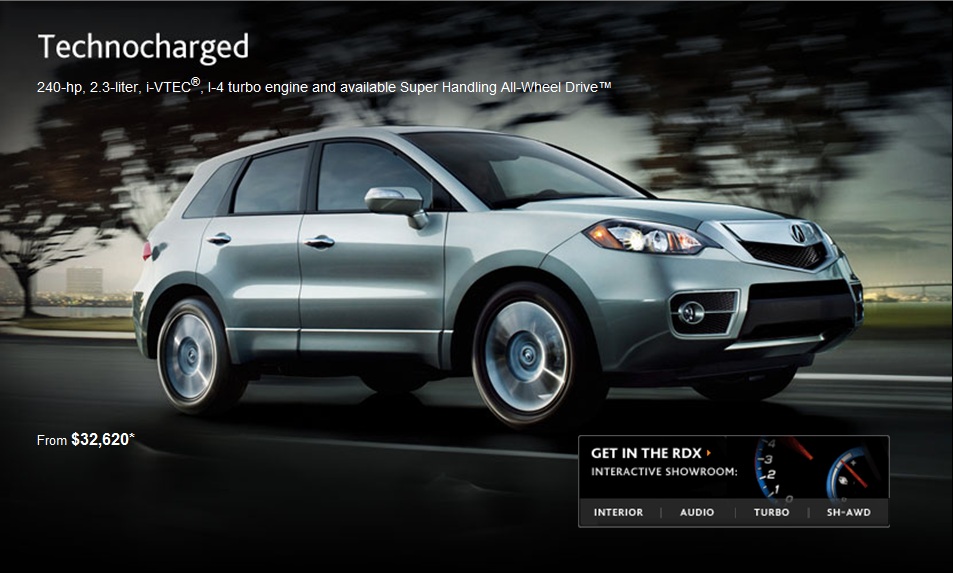 Technocharged
240-hp, 2.3-liter, i-VTEC®, I-4 turbo engine and available Super Handling All-Wheel Drive™
From $32,620*
GET IN THE RDX
INTERACTIVE SHOWROOM:
4
3
2
1
0
INTERIOR | AUDIO | TURBO | SH-AWD